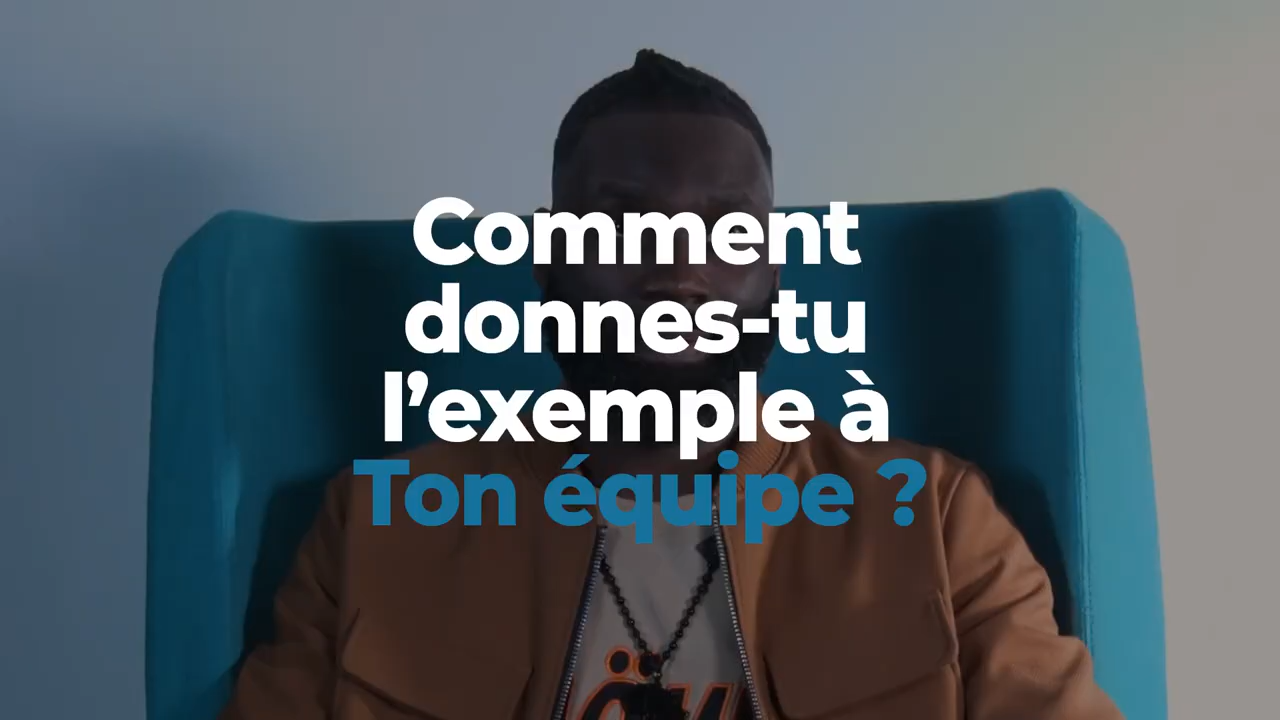 Comment
donnes-tu
l’exemple à
Ton équipe ?